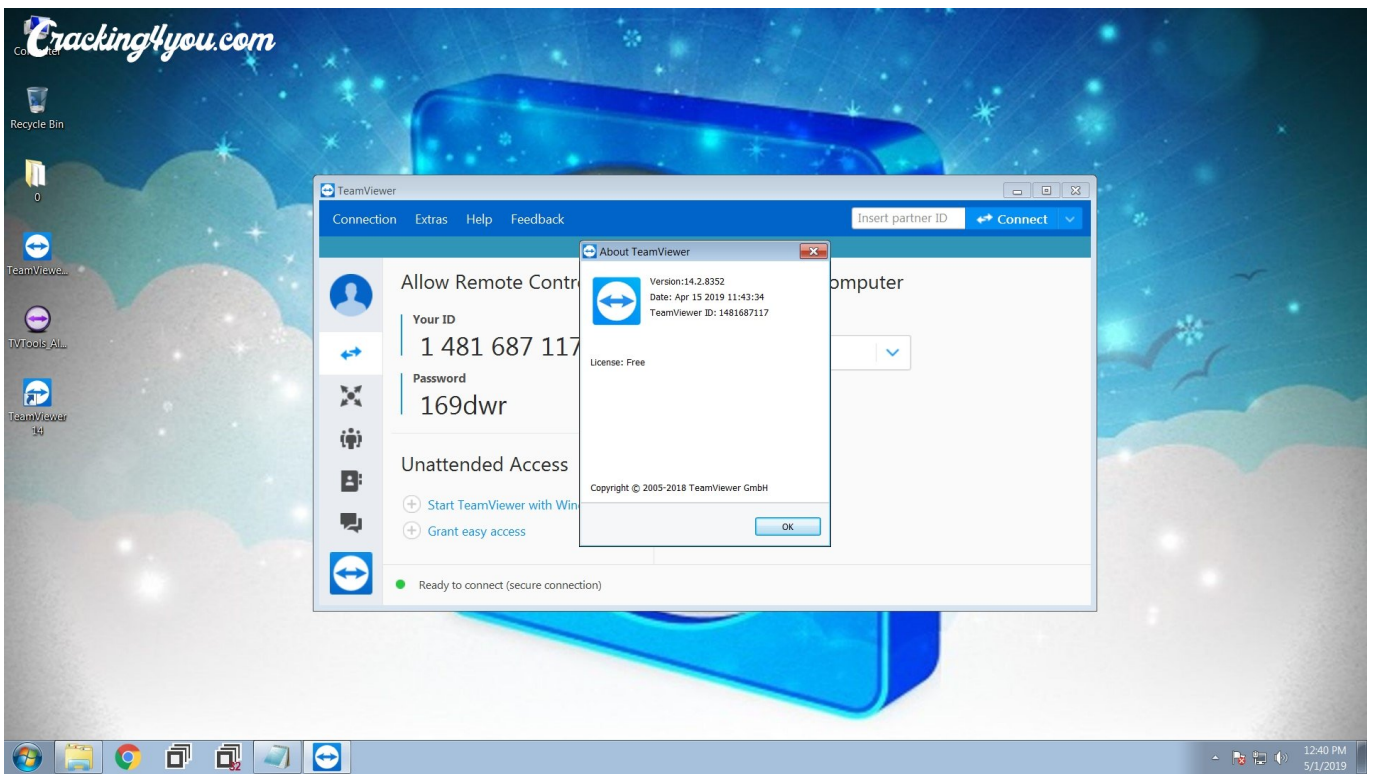 Cracking4you.com
Recycle Bin
0
TeamViewe...
TVTools_Al...
TeamViewer
14
TeamViewer
Connection Extras Help Feedback
Insert partner ID
Connect
About TeamViewer
Version:14.2.8352
Date: Apr 15 2019 11:43:34
TeamViewer ID: 1481687117
License: Free
Copyright © 2005-2018 TeamViewer GmbH
OK
Allow Remote Contr
omputer
Your ID
1 481 687 117
Password
169dwr
Unattended Access
Start TeamViewer with Win
Grant easy access
Ready to connect (secure connection)
32
12:40 PM
5/1/2019